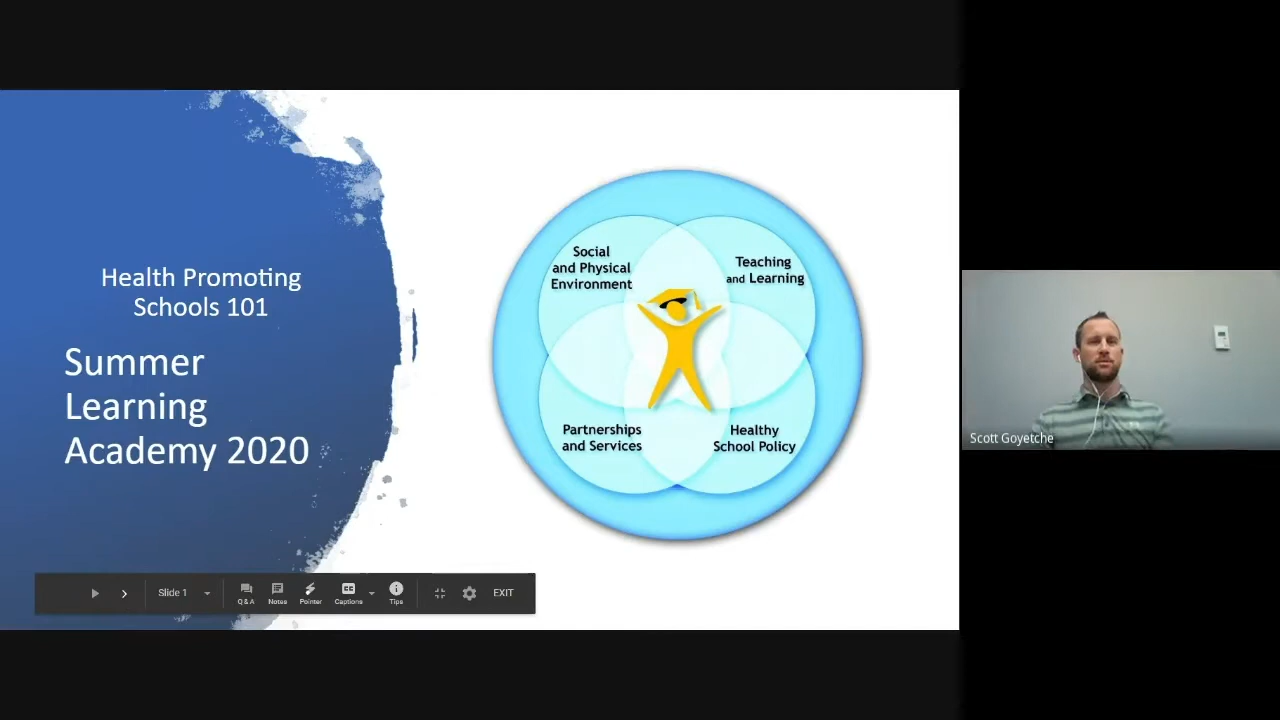 Health Promoting
Schools 101
Summer
Learning
Academy 2020
Social
and Physical
Environment
Teaching
and Learning
Partnerships
and Services
Healthy
School Policy
Scott Goyetche
Slide 1
Q & A
Notes
Pointer
CC
Captions
Tips
EXIT